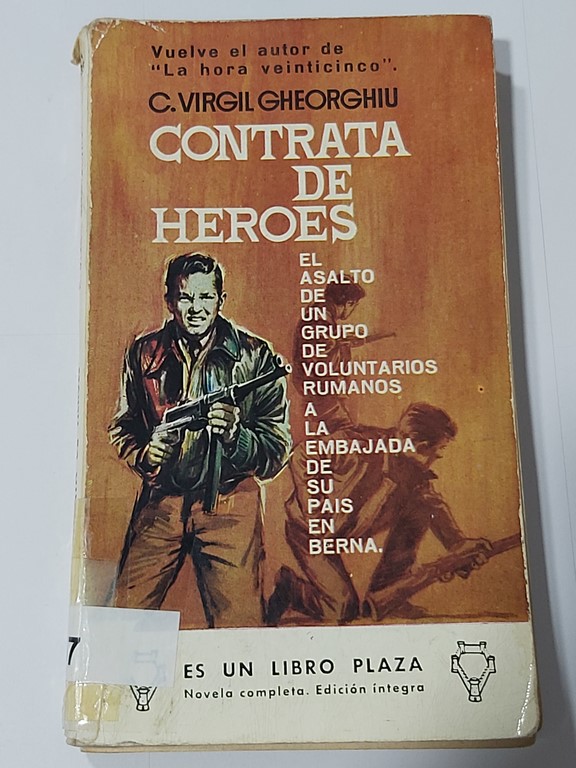 Vuelve el autor de
"La hora veinticinco".
C. VIRGIL GHEORGHIU
CONTRATA
DE
HEROES
EL
ASALTO
DE
UN
GRUPO
DE
VOLUNTARIOS
RUMANOS
A
LA
EMBAJADA
DE
SU
PAIS
EN
BERNA.
7
ES UN LIBRO PLAZA
Novela completa. Edición íntegra